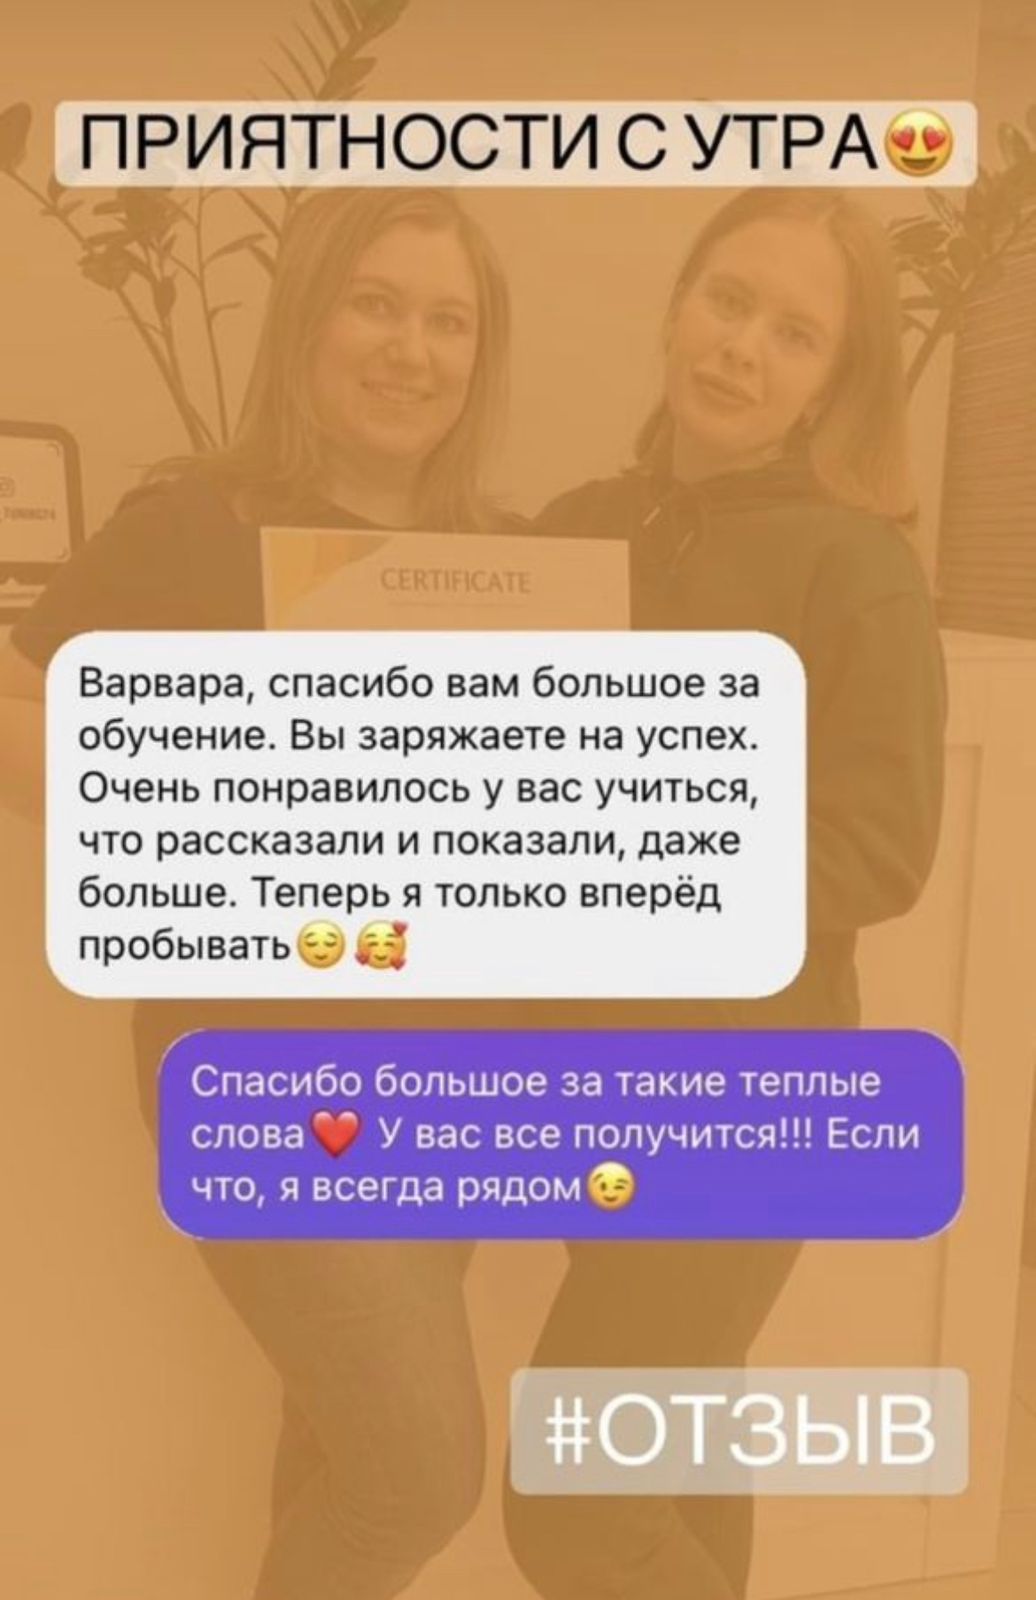 ПРИЯТНОСТИ С УТРА😍
CERTIFICATE
Варвара, спасибо вам большое за
обучение. Вы заряжаете на успех.
Очень понравилось у вас учиться,
что рассказали и показали, даже
больше. Теперь я только вперёд
пробывать😌🥰
Спасибо большое за такие теплые
слова❤️ У вас все получится!!! Если
что, я всегда рядом😉
#ОТЗЫВ